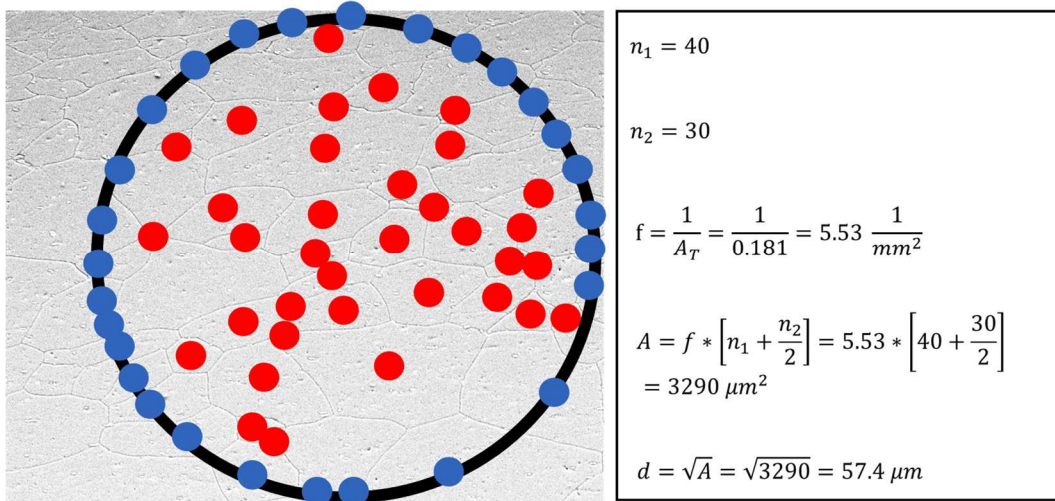 n₁ = 40
n₂ = 30
f = 1/A_T = 1/0.181 = 5.53 1/mm²
A = f * [n₁ + n₂/2] = 5.53 * [40 + 30/2]
= 3290 μm²
d = √A = √3290 = 57.4 μm